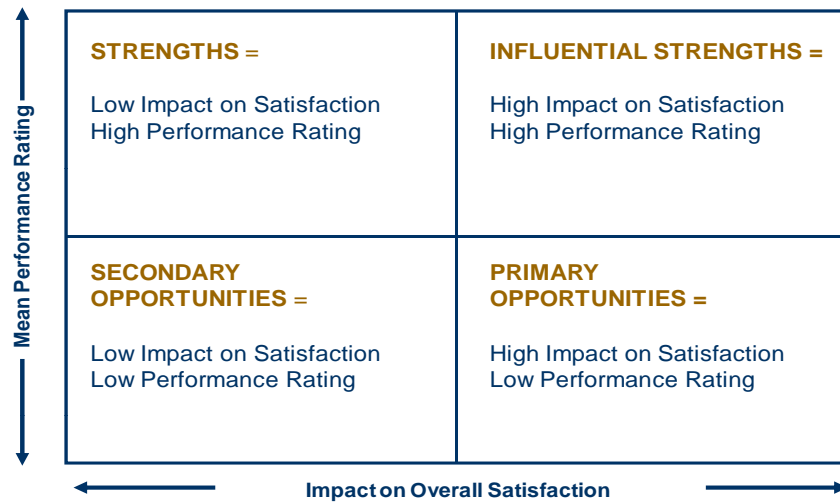 Mean Performance Rating
STRENGTHS =
Low Impact on Satisfaction
High Performance Rating
INFLUENTIAL STRENGTHS =
High Impact on Satisfaction
High Performance Rating
SECONDARY
OPPORTUNITIES =
Low Impact on Satisfaction
Low Performance Rating
PRIMARY
OPPORTUNITIES =
High Impact on Satisfaction
Low Performance Rating
Impact on Overall Satisfaction